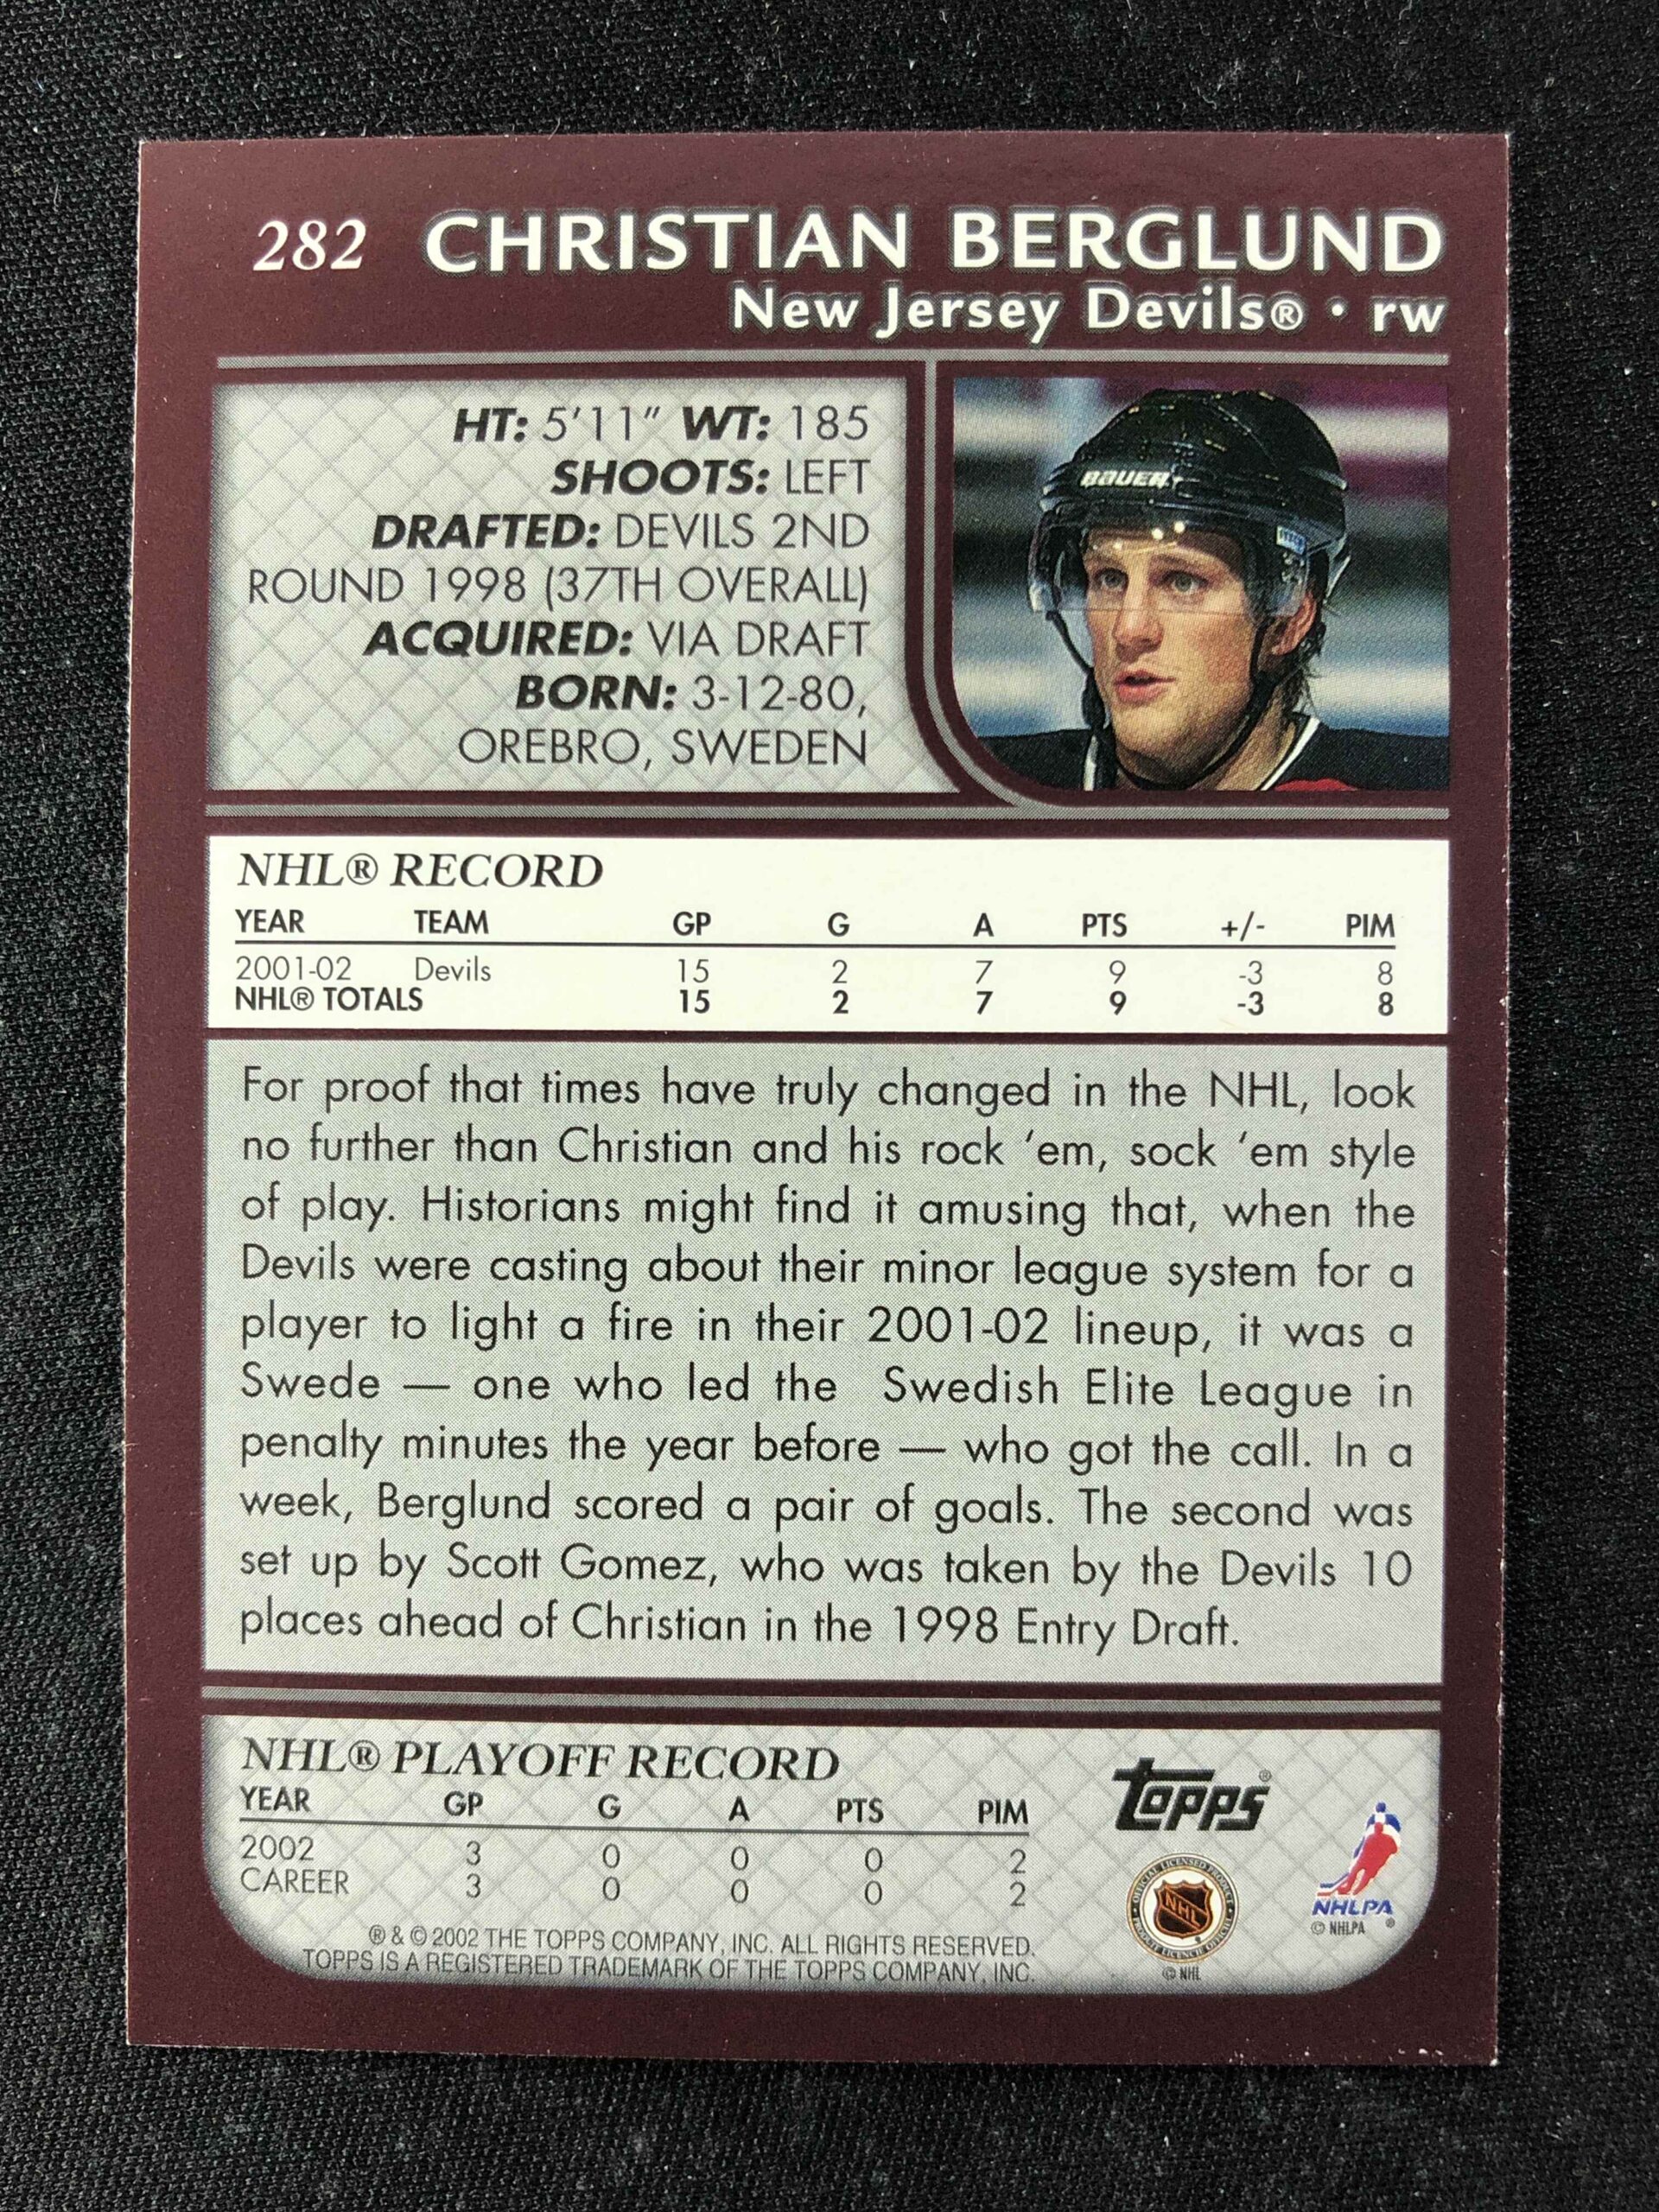 282 CHRISTIAN BERGLUND
New Jersey Devils® • rw
HT: 5'11" WT: 185
SHOOTS: LEFT
DRAFTED: DEVILS 2ND
ROUND 1998 (37TH OVERALL)
ACQUIRED: VIA DRAFT
BORN: 3-12-80,
OREBRO, SWEDEN
BAUER
NHL® RECORD
YEAR TEAM GP G A PTS +/- PIM
2001-02 Devils 15 2 7 9 -3 8
NHL® TOTALS 15 2 7 9 -3 8
For proof that times have truly changed in the NHL, look
no further than Christian and his rock 'em, sock 'em style
of play. Historians might find it amusing that, when the
Devils were casting about their minor league system for a
player to light a fire in their 2001-02 lineup, it was a
Swede — one who led the Swedish Elite League in
penalty minutes the year before — who got the call. In a
week, Berglund scored a pair of goals. The second was
set up by Scott Gomez, who was taken by the Devils 10
places ahead of Christian in the 1998 Entry Draft.
NHL® PLAYOFF RECORD
YEAR GP G A PTS PIM
2002 3 0 0 0 2
CAREER 3 0 0 0 2
® & © 2002 THE TOPPS COMPANY, INC. ALL RIGHTS RESERVED.
TOPPS IS A REGISTERED TRADEMARK OF THE TOPPS COMPANY, INC.
Topps®
OFFICIAL LICENSED PRODUCT
NHL
PRODUIT LICENCIE OFFICIEL
© NHL
NHLPA
© NHLPA ®